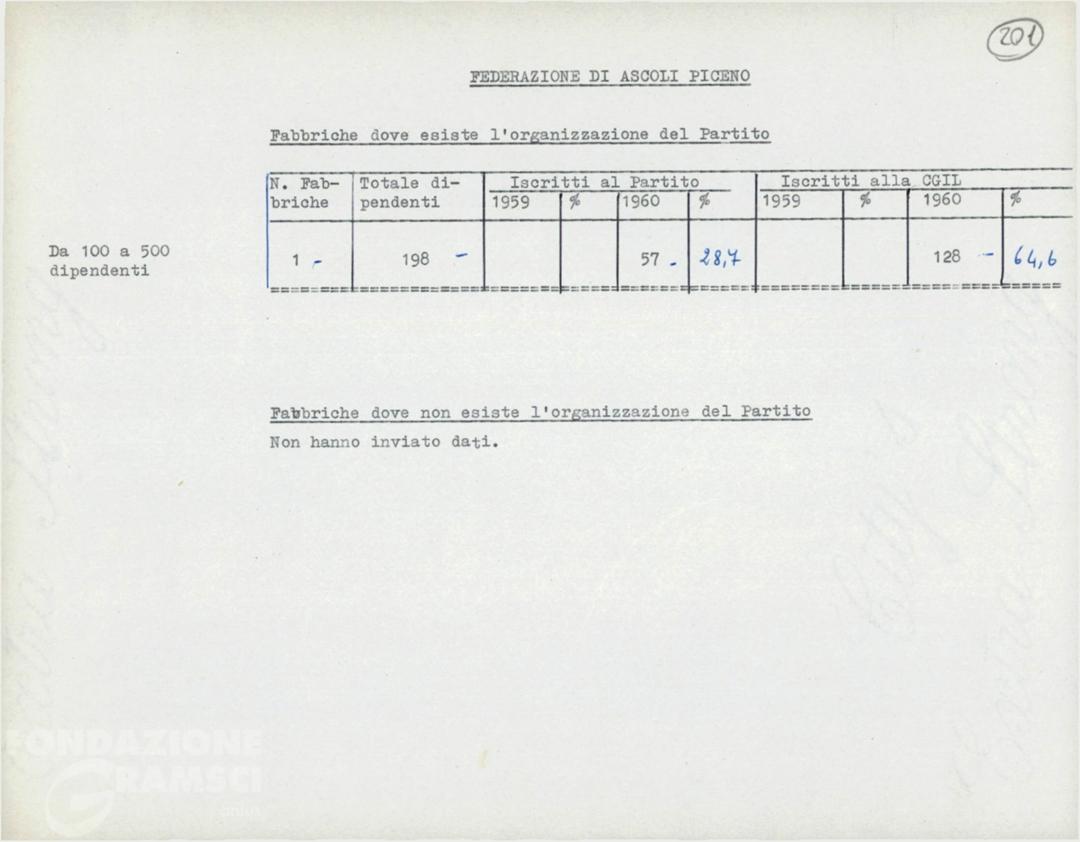 201
FEDERAZIONE DI ASCOLI PICENO
Fabbriche dove esiste l'organizzazione del Partito
N. Fab- Totale di- Iscritti al Partito Iscritti alla CGIL
briche pendenti 1959 % 1960 % 1959 % 1960 %
Da 100 a 500
dipendenti 1 - 198 - 57 - 28,7 128 - 64,6
Fabbriche dove non esiste l'organizzazione del Partito
Non hanno inviato dati.
FONDAZIONE
GRAMSCI
onlus